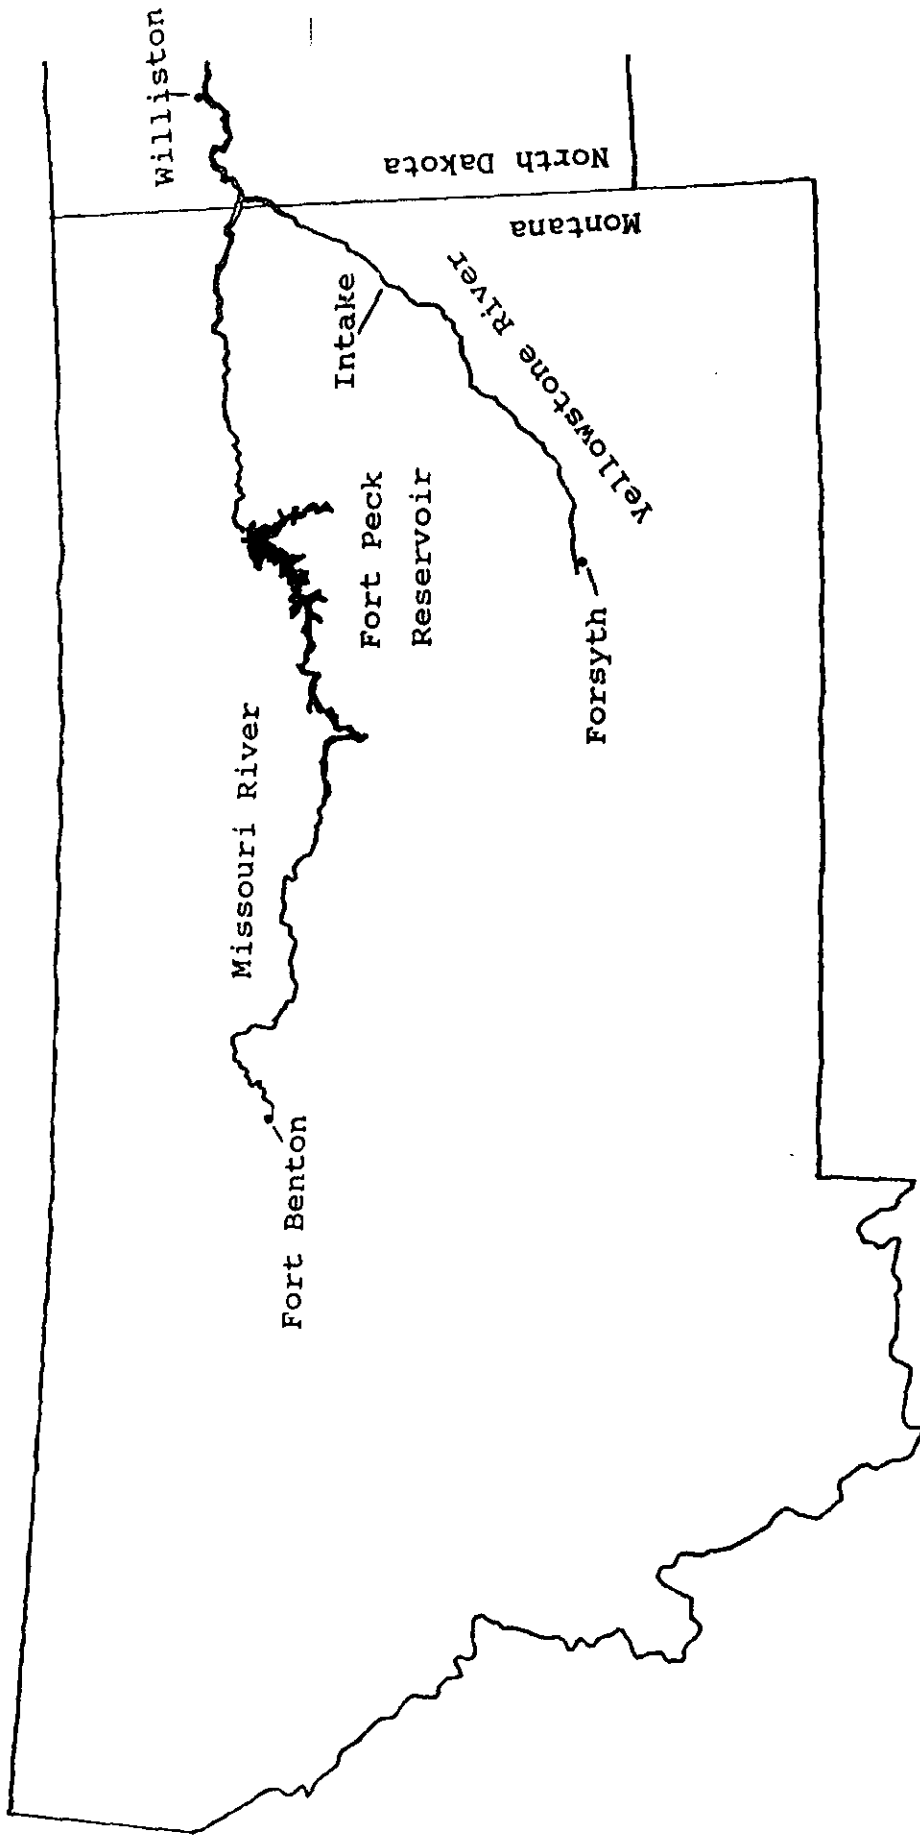 Williston
Missouri River
Fort Benton
Fort Peck
Reservoir
Intake
Yellowstone River
Forsyth
Montana
North Dakota